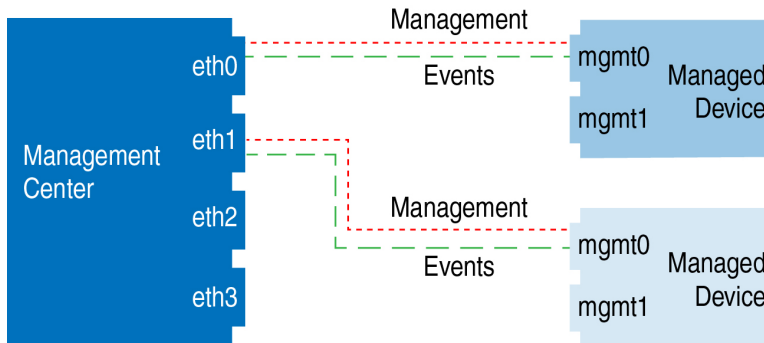 Management
eth0
Events
mgmt0
Managed
Device
mgmt1
eth1
Management
Center
eth2
Management
mgmt0
Managed
Device
Events
eth3
mgmt1